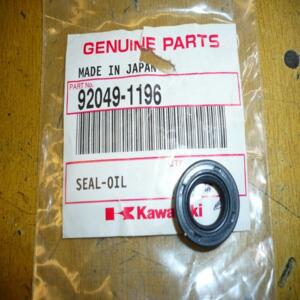 GENUINE PARTS
MADE IN JAPAN
PART No.
92049-1196
SEAL-OIL
Kawasaki